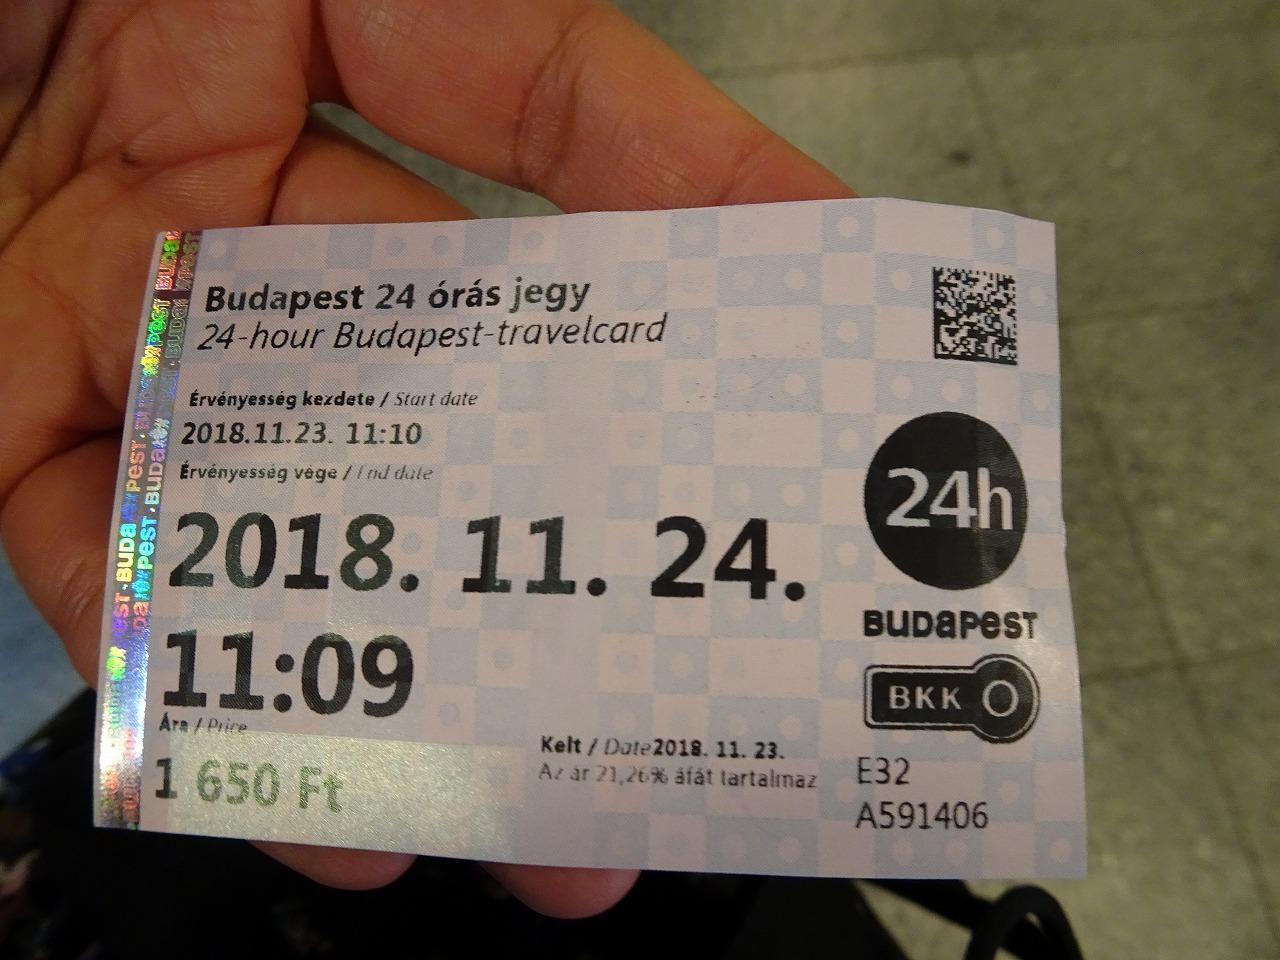 Budapest 24 órás jegy
24-hour Budapest-travelcard
Érvényesség kezdete / Start date
2018.11.23. 11:10
Érvényesség vége / End date
2018. 11. 24.
11:09
Ára / Price
1 650 Ft
Kelt / Date2018. 11. 23.
Az ár 21,26% áfát tartalmaz
24h
BUDAPEST
BKK
E32
A591406